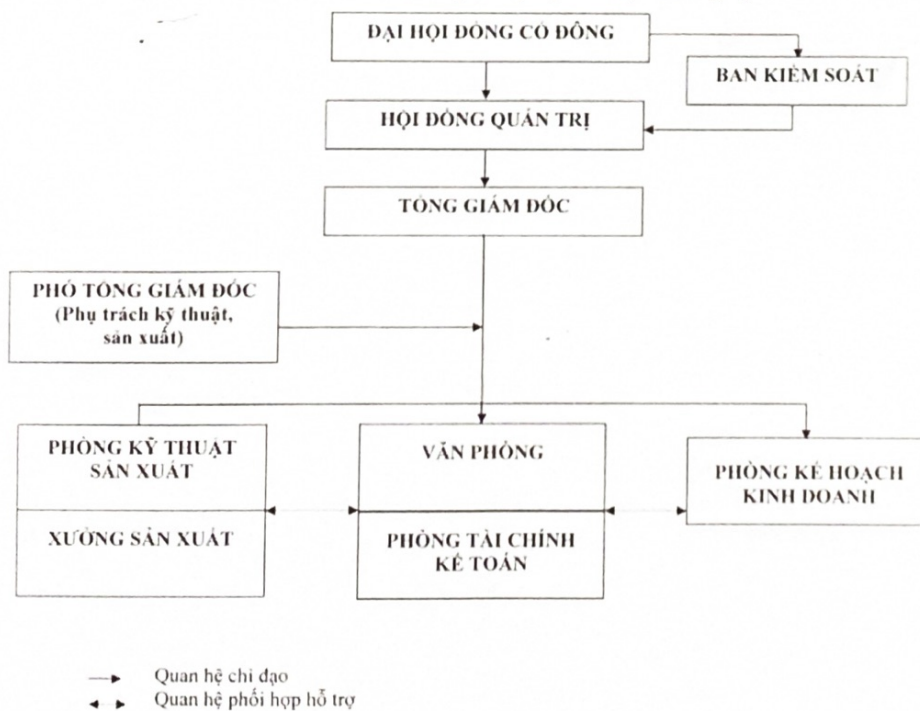 ĐẠI HỘI ĐỒNG CỔ ĐÔNG
BAN KIỂM SOÁT
HỘI ĐỒNG QUẢN TRỊ
TỔNG GIÁM ĐỐC
PHÓ TỔNG GIÁM ĐỐC
(Phụ trách kỹ thuật,
sản xuất)
PHÒNG KỸ THUẬT
SẢN XUẤT
XƯỞNG SẢN XUẤT
VĂN PHÒNG
PHÒNG TÀI CHÍNH
KẾ TOÁN
PHÒNG KẾ HOẠCH
KINH DOANH
Quan hệ chỉ đạo
Quan hệ phối hợp hỗ trợ